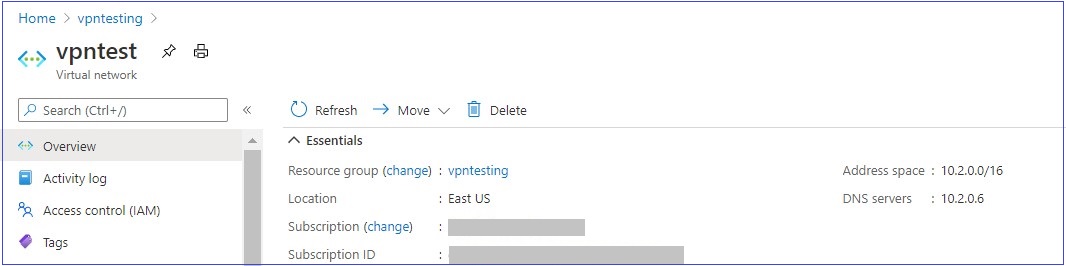 Home > vpntesting >
vpntest
Virtual network
Search (Ctrl+/) «
Refresh Move Delete
Essentials
Overview
Activity log
Access control (IAM)
Tags
Resource group (change) : vpntesting
Location : East US
Subscription (change) :
Subscription ID :
Address space : 10.2.0.0/16
DNS servers : 10.2.0.6